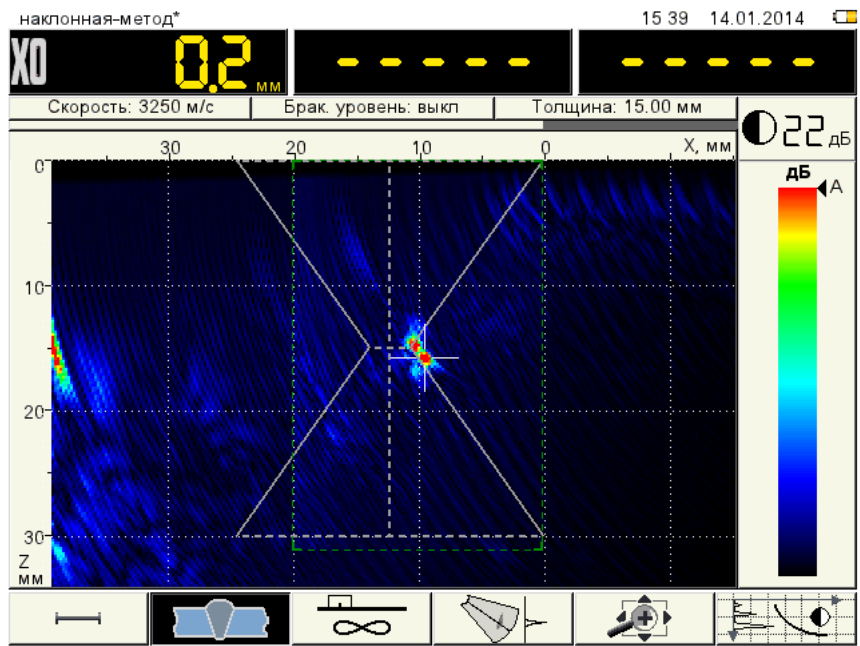 наклонная-метод* 15 39 14.01.2014
X0 0.2 мм - - - - - - - - - -
Скорость: 3250 м/с Брак. уровень: выкл Толщина: 15.00 мм
22 дБ
30 20 10 0 X, мм
дБ
A
0
10
20
30
Z
мм